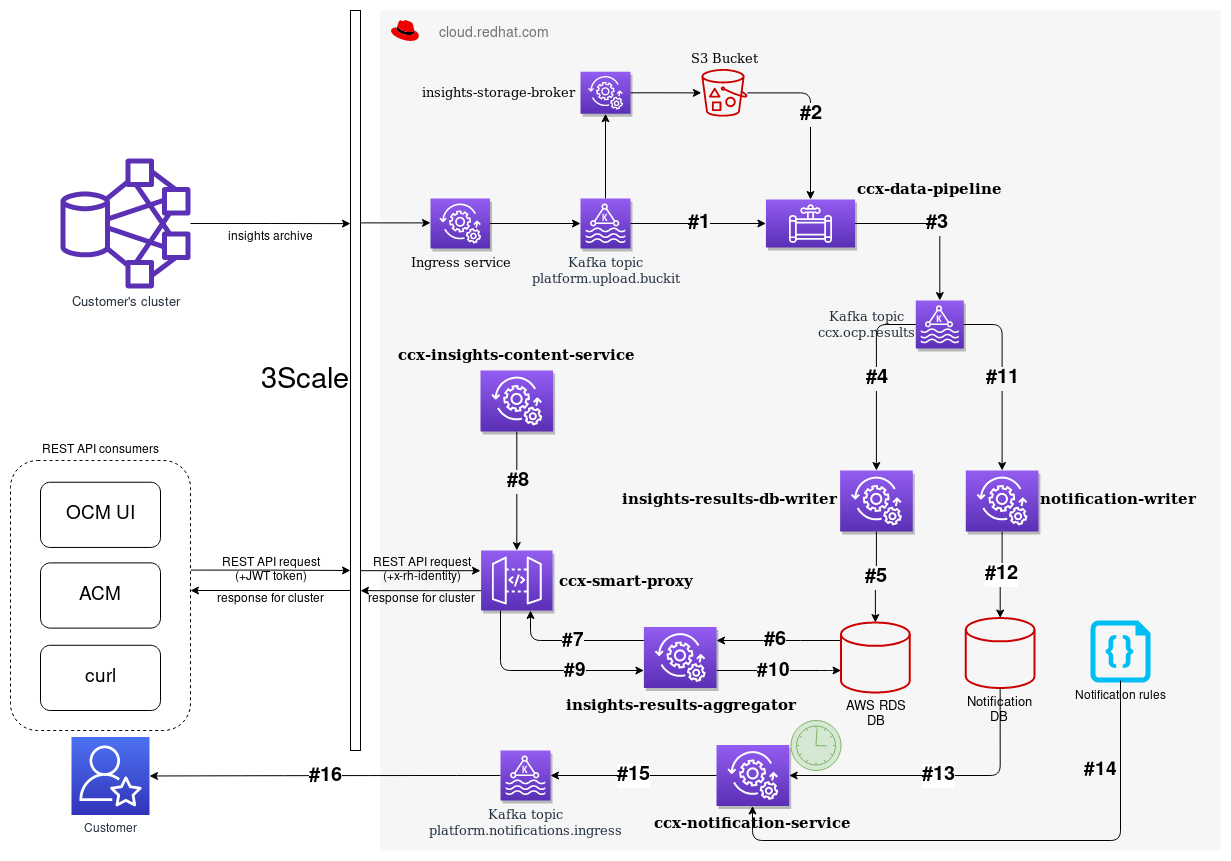 cloud.redhat.com
S3 Bucket
insights-storage-broker
#2
ccx-data-pipeline
#1
#3
insights archive
Ingress service
Kafka topic
platform.upload.buckit
Customer's cluster
Kafka topic
ccx.ocp.results
ccx-insights-content-service
3Scale
#4
#11
REST API consumers
#8
insights-results-db-writer
notification-writer
OCM UI
REST API request
(+JWT token)
REST API request
(+x-rh-identity)
ccx-smart-proxy
#5
#12
ACM
response for cluster
response for cluster
#7
#6
#9
#10
curl
Notification rules
insights-results-aggregator
AWS RDS
DB
Notification
DB
#16
#15
#13
#14
Kafka topic
platform.notifications.ingress
ccx-notification-service
Customer
K
K
K